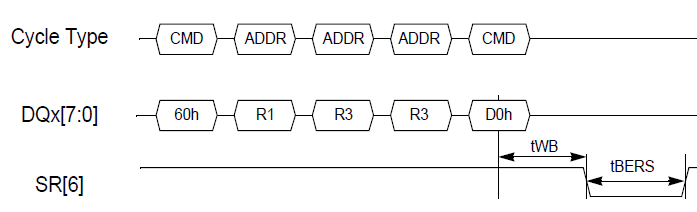 Cycle Type CMD ADDR ADDR ADDR CMD
DQx[7:0] 60h R1 R3 R3 D0h
tWB
tBERS
SR[6]